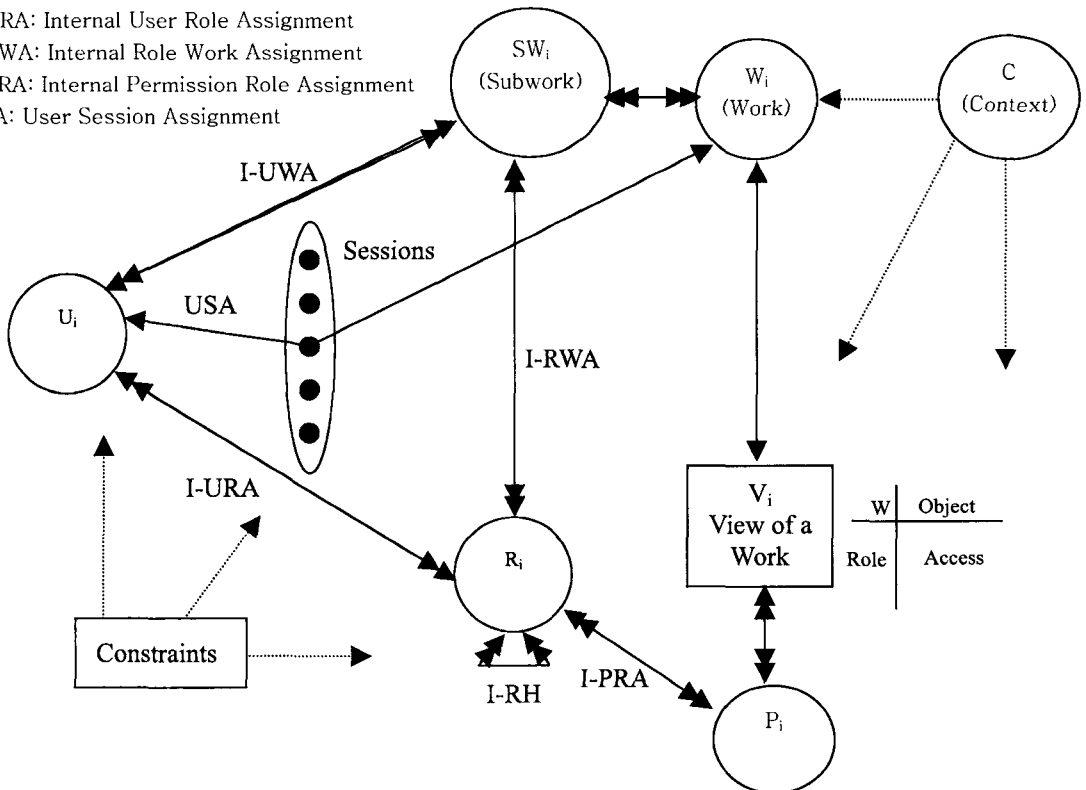 RA: Internal User Role Assignment
WA: Internal Role Work Assignment
RA: Internal Permission Role Assignment
A: User Session Assignment
SWi
(Subwork)
Wi
(Work)
C
(Context)
I-UWA
Sessions
Ui
USA
I-RWA
I-URA
Vi
View of a
Work
W Object
Role Access
Ri
Constraints
I-RH
I-PRA
Pi